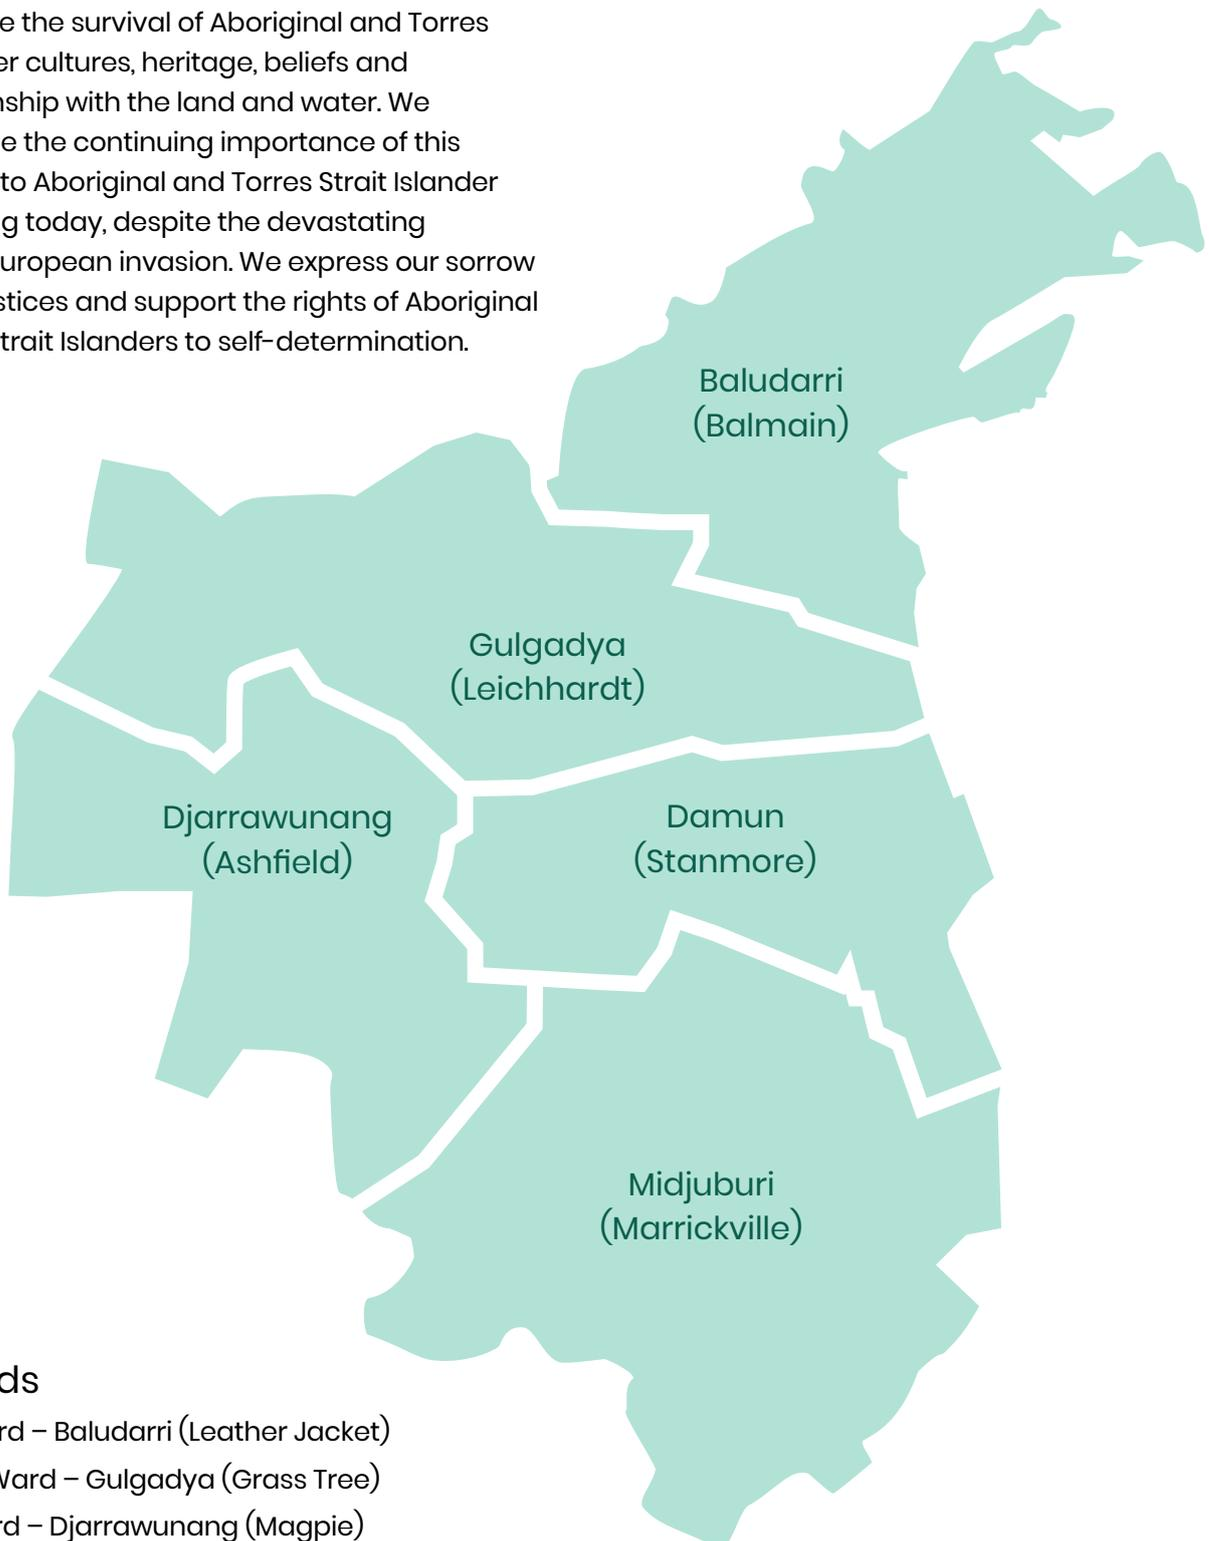 e the survival of Aboriginal and Torres
er cultures, heritage, beliefs and
nship with the land and water. We
e the continuing importance of this
to Aboriginal and Torres Strait Islander
g today, despite the devastating
uropean invasion. We express our sorrow
stices and support the rights of Aboriginal
trait Islanders to self-determination.
Baludarri
(Balmain)
Gulgadya
(Leichhardt)
Djarrawunang
(Ashfield)
Damun
(Stanmore)
Midjuburi
(Marrickville)
ds
rd – Baludarri (Leather Jacket)
Ward – Gulgadya (Grass Tree)
rd – Djarrawunang (Magpie)